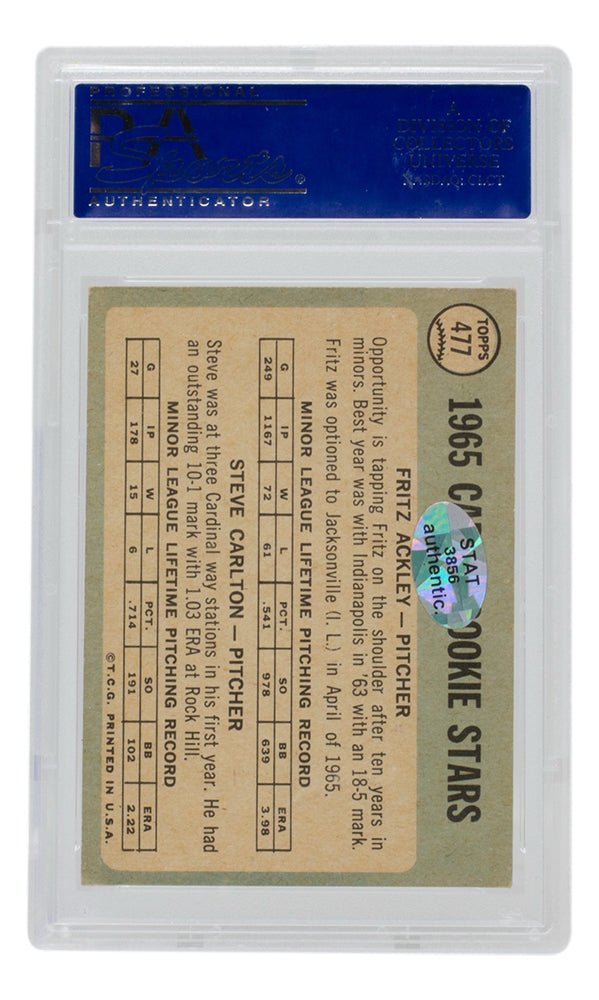 PROFESSIONAL
PSA
Sports®
AUTHENTICATOR
A
DIVISION OF
COLLECTORS
UNIVERSE
NASDAQ: CLCT
TOPPS
477
1965 CA OOKIE STARS
STAT
3856
authentic.
FRITZ ACKLEY — PITCHER
Opportunity is tapping Fritz on the shoulder after ten years in
minors. Best year was with Indianapolis in '63 with an 18-5 mark.
Fritz was optioned to Jacksonville (I. L.) in April of 1965.
MINOR LEAGUE LIFETIME PITCHING RECORD
G IP W L PCT. SO BB ERA
249 1167 72 61 .541 978 639 3.98
STEVE CARLTON — PITCHER
Steve was at three Cardinal way stations in his first year. He had
an outstanding 10-1 mark with 1.03 ERA at Rock Hill.
MINOR LEAGUE LIFETIME PITCHING RECORD
G IP W L PCT. SO BB ERA
27 178 15 6 .714 191 102 2.22
©T.C.G. PRINTED IN U.S.A.